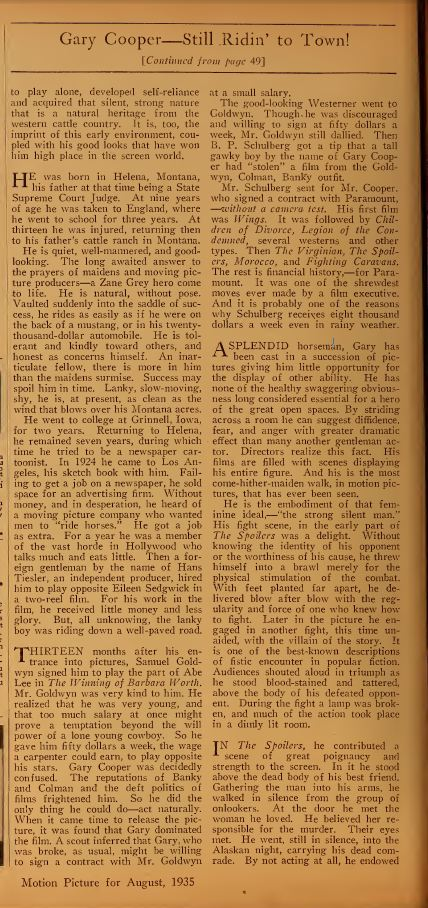 Gary Cooper—Still Ridin' to Town!
[Continued from page 49]
to play alone, developed self-reliance
and acquired that silent, strong nature
that is a natural heritage from the
western cattle country. It is, too, the
imprint of this early environment, cou-
pled with his good looks that have won
him high place in the screen world.
HE was born in Helena, Montana,
his father at that time being a State
Supreme Court Judge. At nine years
of age he was taken to England, where
he went to school for three years. At
thirteen he was injured, returning then
to his father's cattle ranch in Montana.
He is quiet, well-mannered, and good-
looking. The long awaited answer to
the prayers of maidens and moving pic-
ture producers—a Zane Grey hero come
to life. He is natural, without pose.
Vaulted suddenly into the saddle of suc-
cess, he rides as easily as if he were on
the back of a mustang, or in his twenty-
thousand-dollar automobile. He is tol-
erant and kindly toward others, and
honest as concerns himself. An inar-
ticulate fellow, there is more in him
than the maidens surmise. Success may
spoil him in time. Lanky, slow-moving,
shy, he is, at present, as clean as the
wind that blows over his Montana acres.
He went to college at Grinnell, Iowa,
for two years. Returning to Helena,
he remained seven years, during which
time he tried to be a newspaper car-
toonist. In 1924 he came to Los An-
geles, his sketch book with him. Fail-
ing to get a job on a newspaper, he sold
space for an advertising firm. Without
money, and in desperation, he heard of
a moving picture company who wanted
men to "ride horses." He got a job
as extra. For a year he was a member
of the vast horde in Hollywood who
talks much and eats little. Then a for-
eign gentleman by the name of Hans
Tiesler, an independent producer, hired
him to play opposite Eileen Sedgwick in
a two-reel film. For his work in the
film, he received little money and less
glory. But, all unknowing, the lanky
boy was riding down a well-paved road.
THIRTEEN months after his en-
trance into pictures, Samuel Gold-
wyn signed him to play the part of Abe
Lee in The Winning of Barbara Worth.
Mr. Goldwyn was very kind to him. He
realized that he was very young, and
that too much salary at once might
prove a temptation beyond the will
power of a lone young cowboy. So he
gave him fifty dollars a week, the wage
a carpenter could earn, to play opposite
his stars. Gary Cooper was decidedly
confused. The reputations of Banky
and Colman and the deft politics of
films frightened him. So he did the
only thing he could do—act naturally.
When it came time to release the pic-
ture, it was found that Gary dominated
the film. A scout inferred that Gary, who
was broke, as usual, might be willing
to sign a contract with Mr. Goldwyn
at a small salary.
The good-looking Westerner went to
Goldwyn. Though he was discouraged
and willing to sign at fifty dollars a
week, Mr. Goldwyn still dallied. Then
B. P. Schulberg got a tip that a tall
gawky boy by the name of Gary Coop-
er had "stolen" a film from the Gold-
wyn, Colman, Banky outfit.
Mr. Schulberg sent for Mr. Cooper.
who signed a contract with Paramount,
—without a camera test. His first film
was Wings. It was followed by Chil-
dren of Divorce, Legion of the Con-
demned, several westerns and other
types. Then The Virginian, The Spoil-
ers, Morocco, and Fighting Caravans.
The rest is financial history,—for Para-
mount. It was one of the shrewdest
moves ever made by a film executive.
And it is probably one of the reasons
why Schulberg receives eight thousand
dollars a week even in rainy weather.
A SPLENDID horseman, Gary has
been cast in a succession of pic-
tures giving him little opportunity for
the display of other ability. He has
none of the healthy swaggering obvious-
ness long considered essential for a hero
of the great open spaces. By striding
across a room he can suggest diffidence,
fear, and anger with greater dramatic
effect than many another gentleman ac-
tor. Directors realize this fact. His
films are filled with scenes displaying
his entire figure. And his is the most
come-hither-maiden walk, in motion pic-
tures, that has ever been seen.
He is the embodiment of that fem-
inine ideal,—"the strong silent man."
His fight scene, in the early part of
The Spoilers was a delight. Without
knowing the identity of his opponent
or the worthiness of his cause, he threw
himself into a brawl merely for the
physical stimulation of the combat.
With feet planted far apart, he de-
livered blow after blow with the reg-
ularity and force of one who knew how
to fight. Later in the picture he en-
gaged in another fight, this time un-
aided, with the villain of the story. It
is one of the best-known descriptions
of fistic encounter in popular fiction.
Audiences shouted aloud in triumph as
he stood blood-stained and tattered,
above the body of his defeated oppon-
ent. During the fight a lamp was brok-
en, and much of the action took place
in a dimly lit room.
IN The Spoilers, he contributed a
scene of great poignancy and
strength to the screen. In it he stood
above the dead body of his best friend.
Gathering the man into his arms, he
walked in silence from the group of
onlookers. At the door he met the
woman he loved. He believed her re-
sponsible for the murder. Their eyes
met. He went, still in silence, into the
Alaskan night, carrying his dead com-
rade. By not acting at all, he endowed
Motion Picture for August, 1935